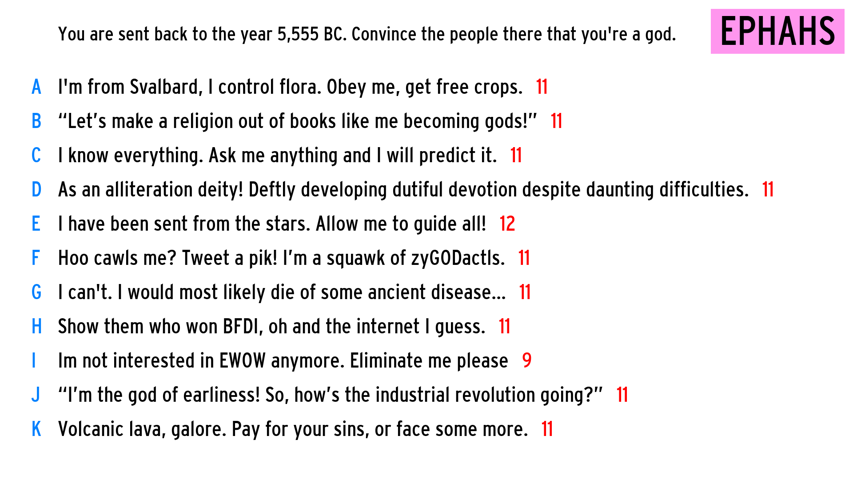 You are sent back to the year 5,555 BC. Convince the people there that you're a god.
EPHAHS
A I'm from Svalbard, I control flora. Obey me, get free crops. 11
B “Let’s make a religion out of books like me becoming gods!” 11
C I know everything. Ask me anything and I will predict it. 11
D As an alliteration deity! Deftly developing dutiful devotion despite daunting difficulties. 11
E I have been sent from the stars. Allow me to guide all! 12
F Hoo cawls me? Tweet a pik! I’m a squawk of zyGODactls. 11
G I can't. I would most likely die of some ancient disease... 11
H Show them who won BFDI, oh and the internet I guess. 11
I Im not interested in EWOW anymore. Eliminate me please 9
J “I’m the god of earliness! So, how’s the industrial revolution going?” 11
K Volcanic lava, galore. Pay for your sins, or face some more. 11